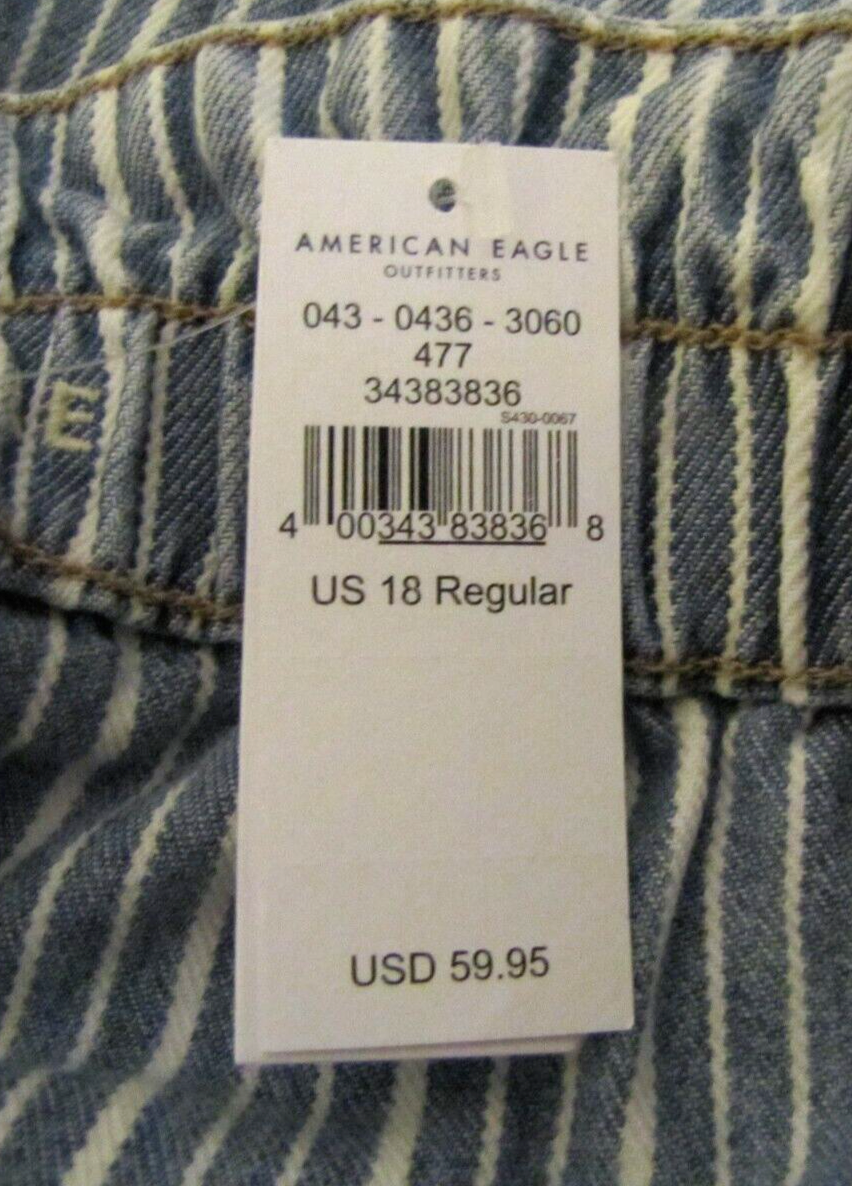 AMERICAN EAGLE
OUTFITTERS
043 - 0436 - 3060
477
34383836
S430-0067
4 00343 83836 8
US 18 Regular
USD 59.95
E